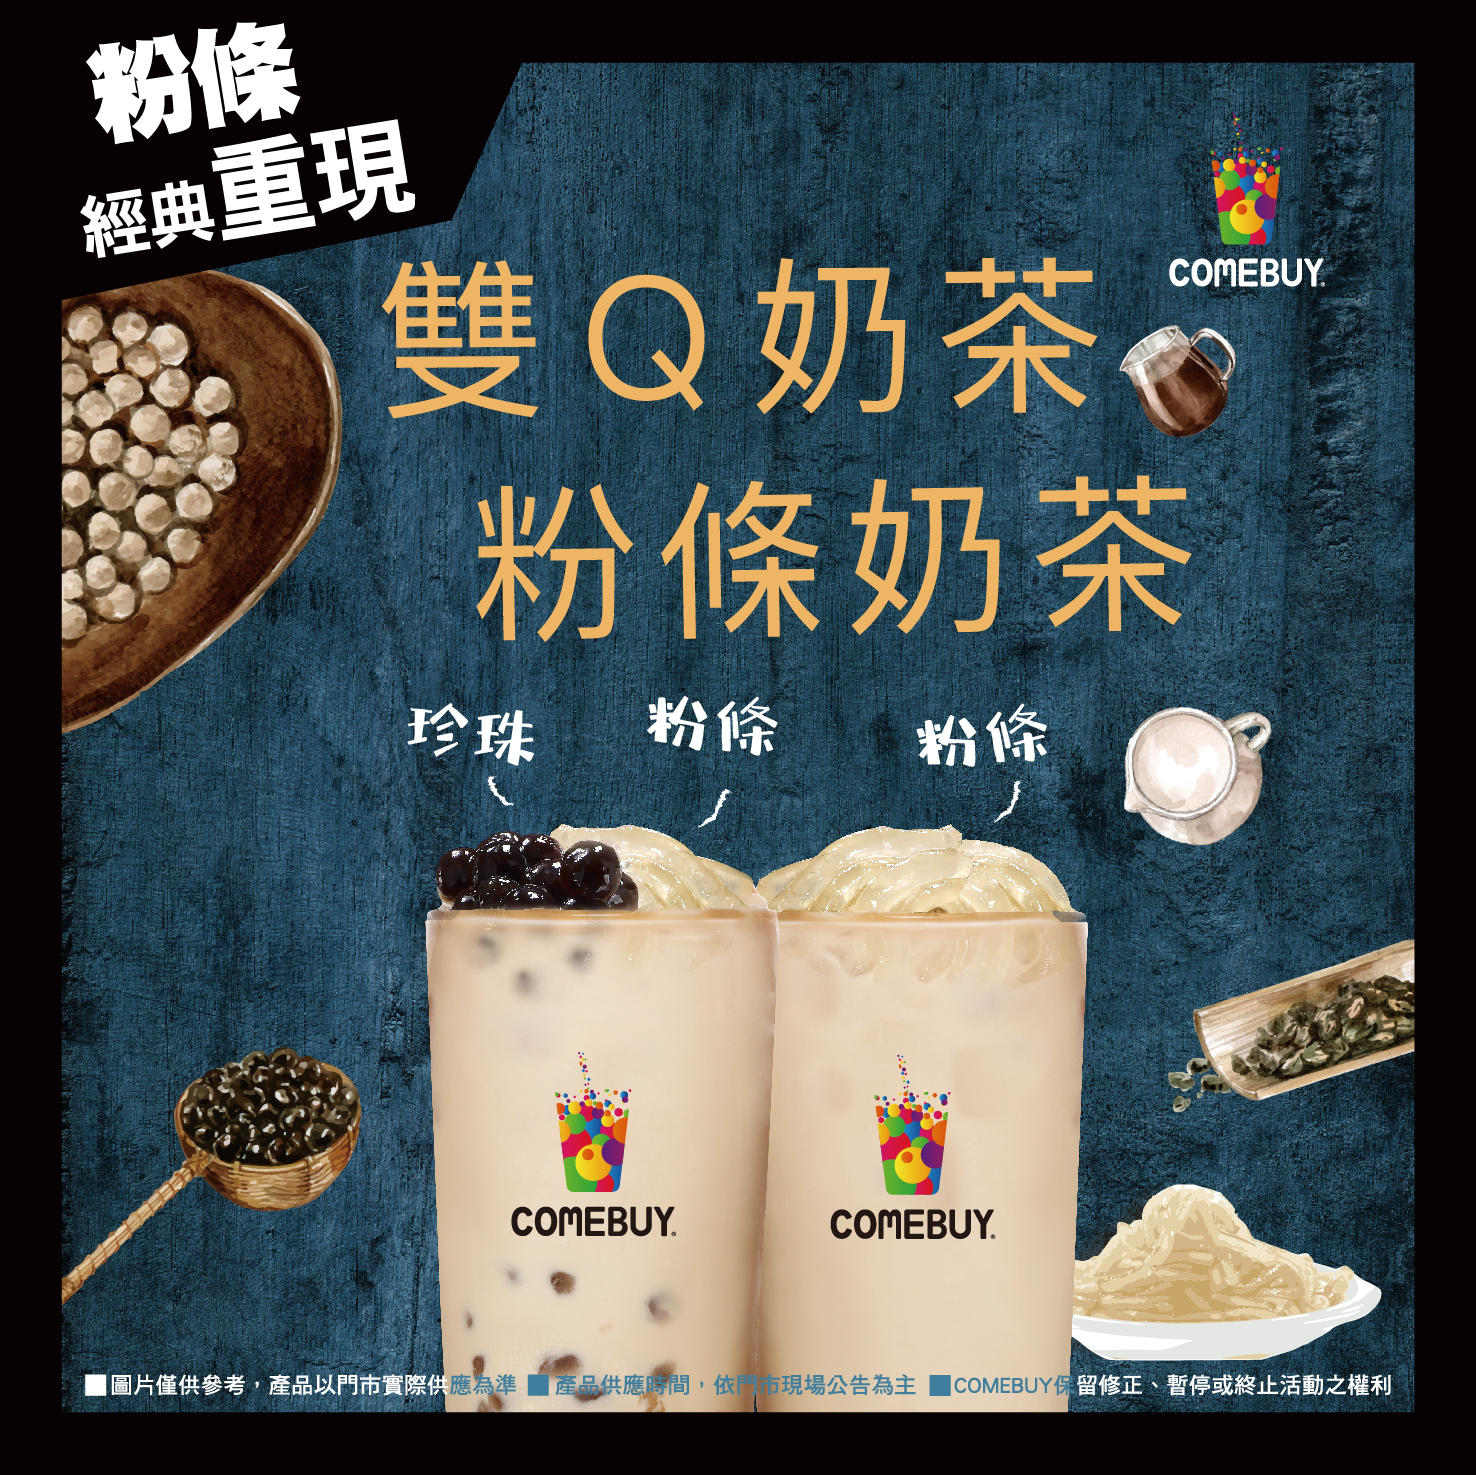 粉條
經典重現
COMEBUY
雙Q奶茶
粉條奶茶
珍珠
粉條
粉條
COMEBUY
COMEBUY
■圖片僅供參考，產品以門市實際供應為準 ■產品供應時間，依門市現場公告為主 ■COMEBUY保留修正、暫停或終止活動之權利